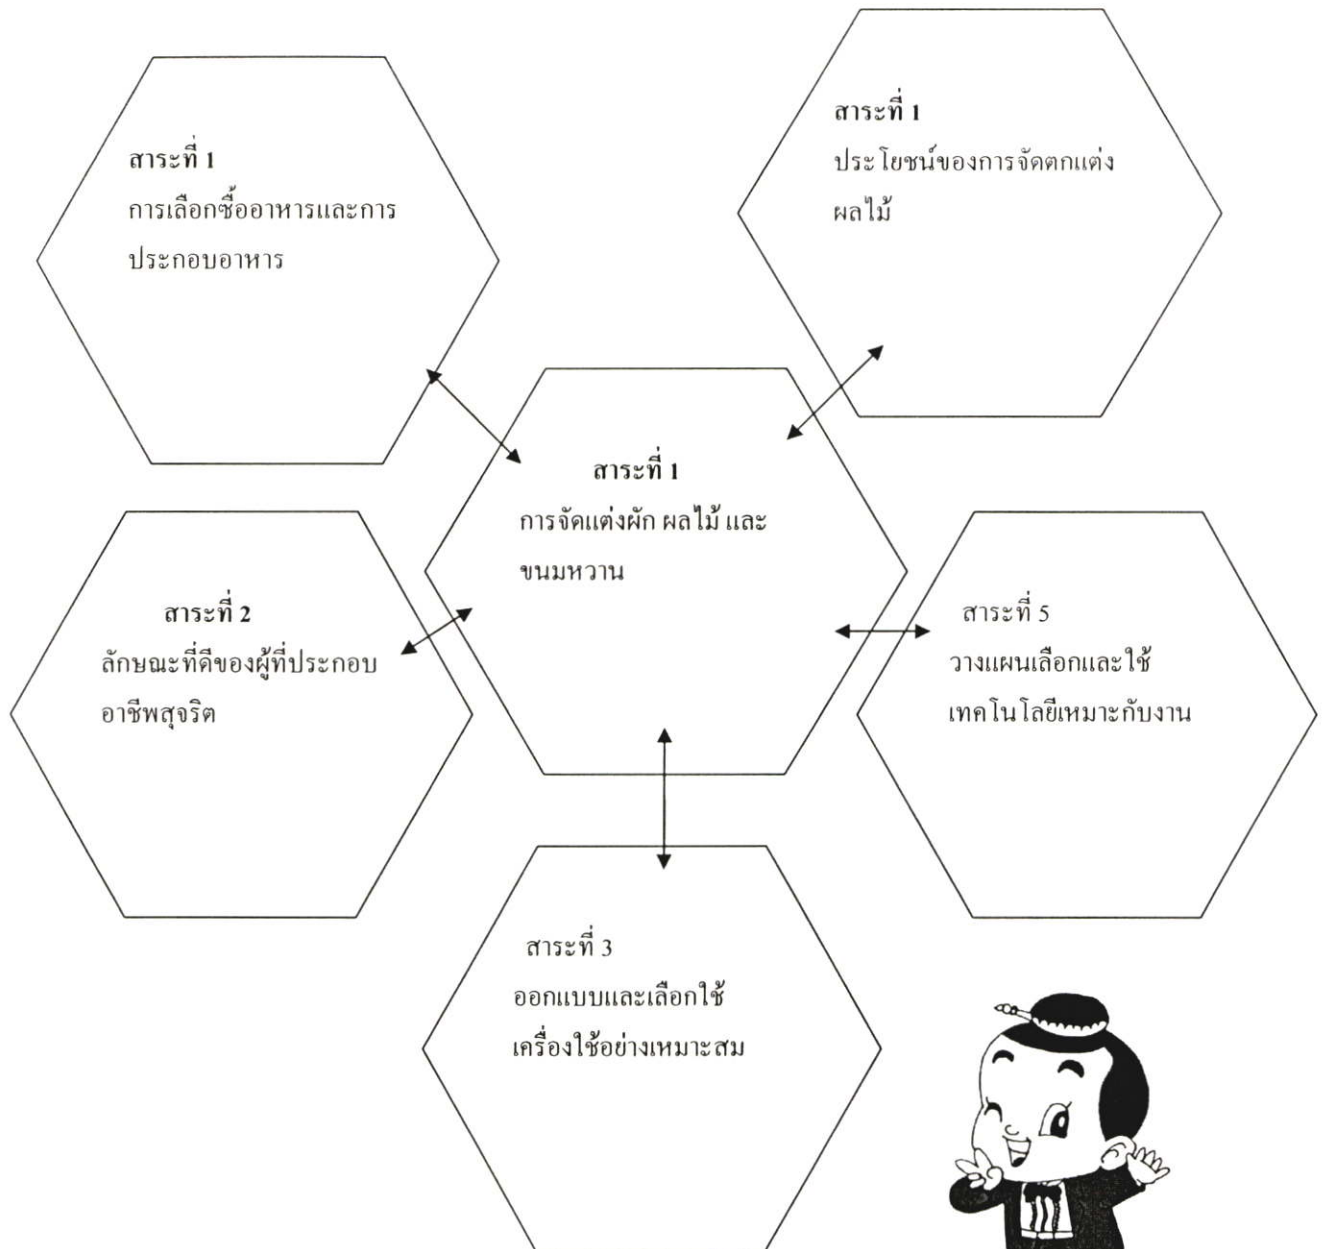 สาระที่ 1
การเลือกซื้ออาหารและการ
ประกอบอาหาร
สาระที่ 1
ประโยชน์ของการจัดตกแต่ง
ผลไม้
สาระที่ 1
การจัดแต่งผัก ผลไม้ และ
ขนมหวาน
สาระที่ 2
ลักษณะที่ดีของผู้ที่ประกอบ
อาชีพสุจริต
สาระที่ 5
วางแผนเลือกและใช้
เทคโนโลยีเหมาะกับงาน
สาระที่ 3
ออกแบบและเลือกใช้
เครื่องใช้อย่างเหมาะสม